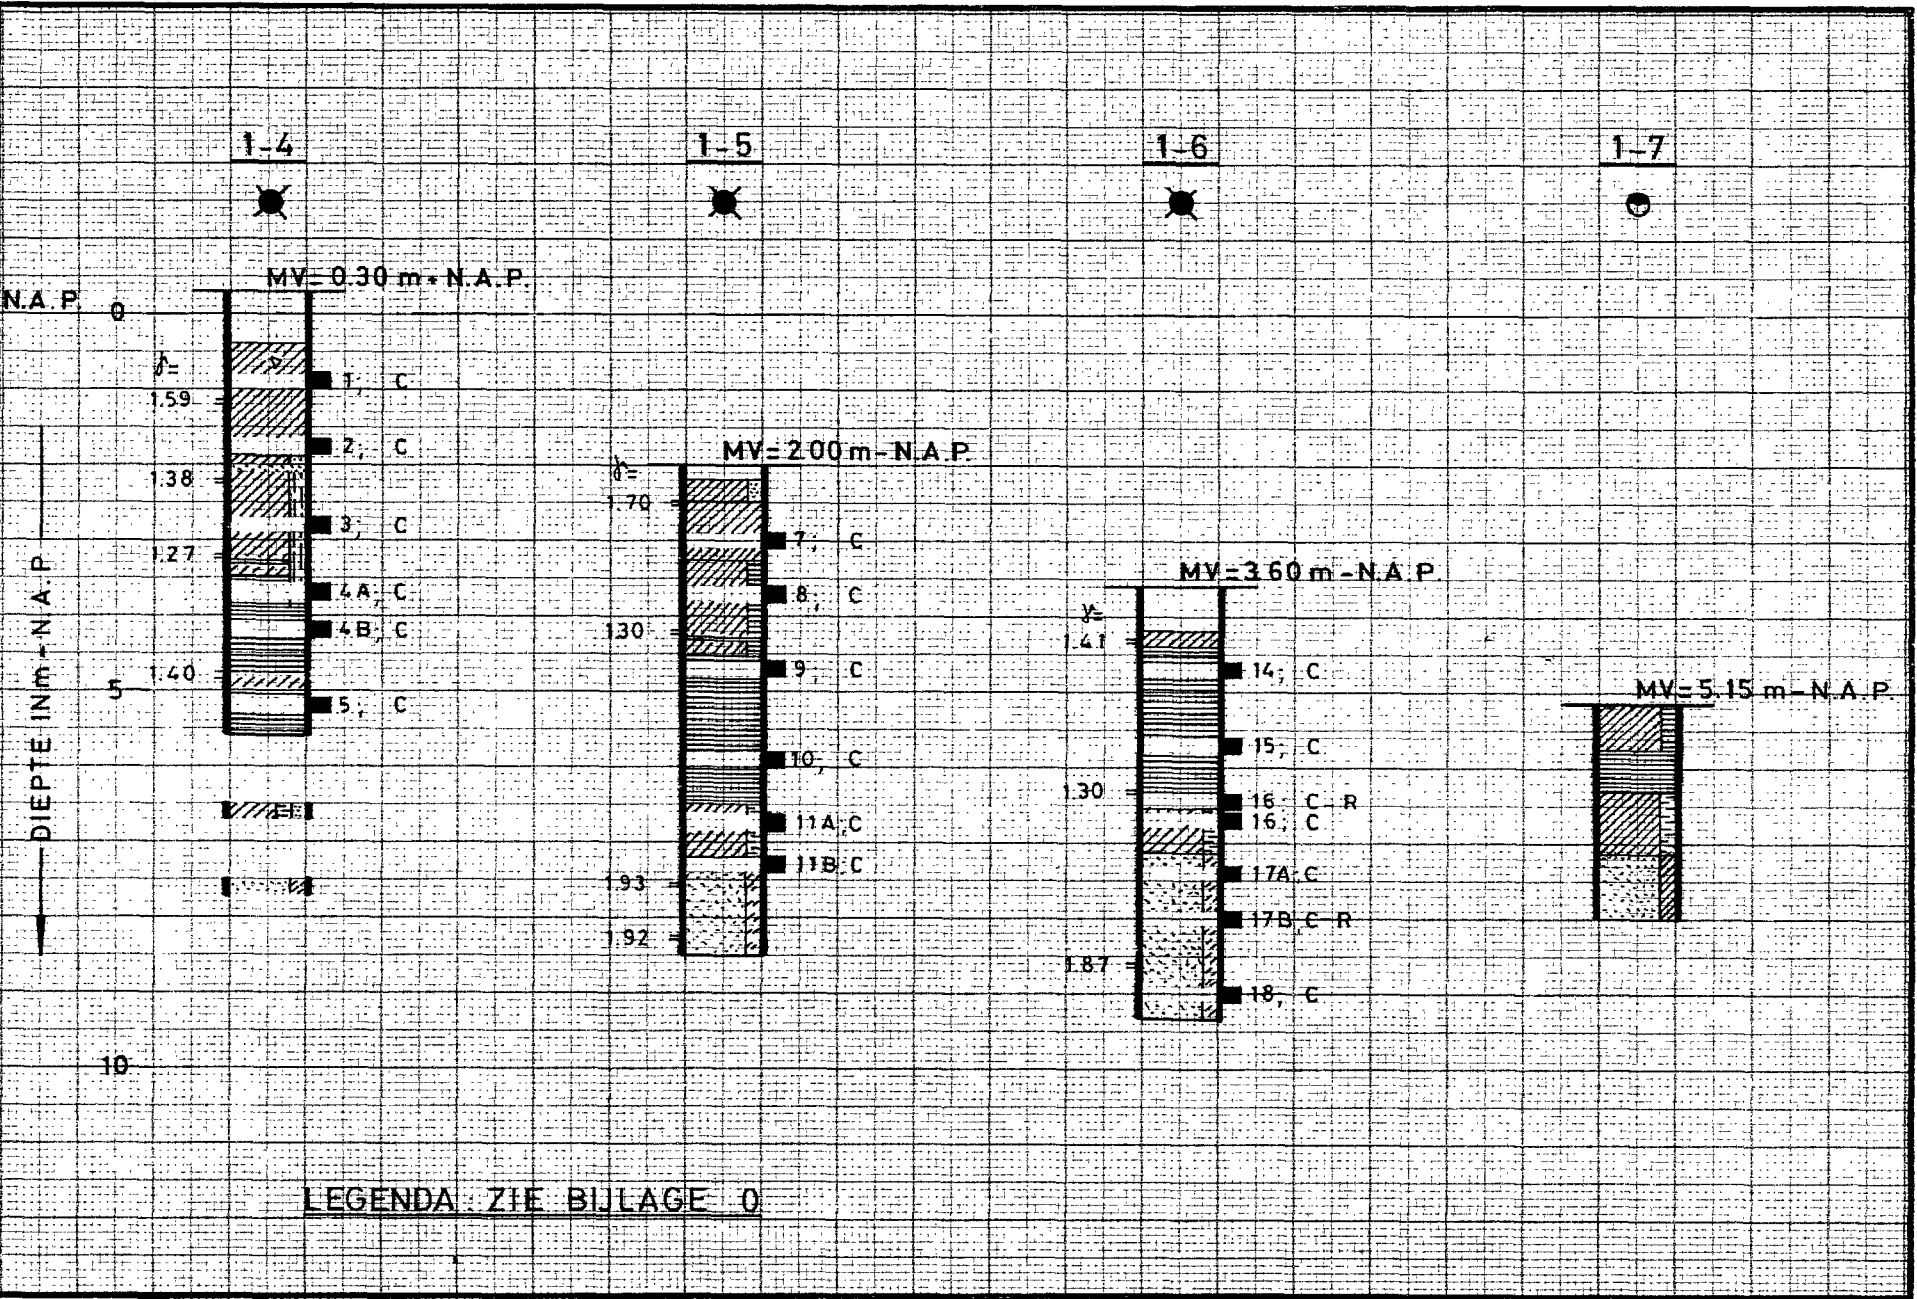 1-4
1-5
1-6
1-7
MV=0.30 m+N.A.P.
N.A.P. 0
γ=
1.59
1, C
2, C
1.38
3, C
1.27
4A, C
4B, C
1.40
5
5, C
DIEPTE IN m-N.A.P
10
MV=2.00 m-N.A.P.
γ=
1.70
7; C
8; C
1.30
9; C
10, C
11A, C
11B; C
1.93
1.92
MV=3.60 m-N.A.P.
γ=
1.41
14; C
15; C
1.30
16; C-R
16; C
17A, C
17B, C-R
1.87
18, C
MV=5.15 m-N.A.P.
LEGENDA: ZIE BIJLAGE 0